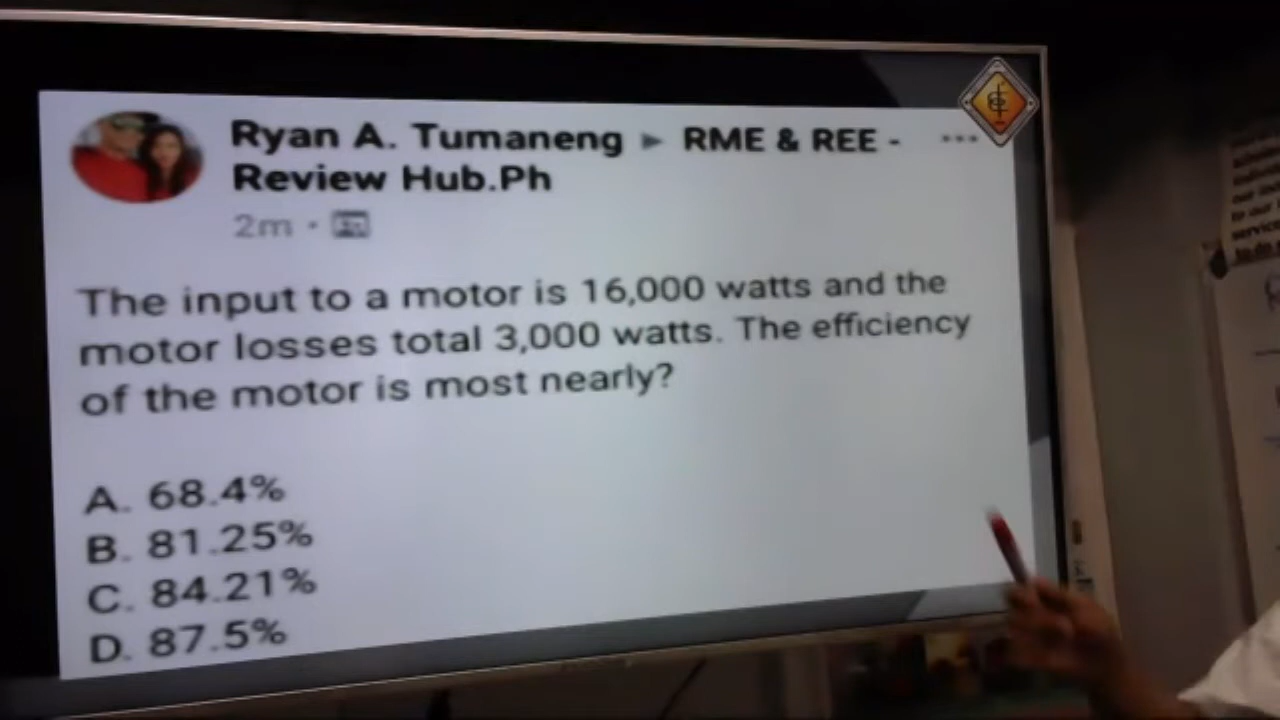 Ryan A. Tumaneng ▸ RME & REE - ...
Review Hub.Ph
2m ·
The input to a motor is 16,000 watts and the
motor losses total 3,000 watts. The efficiency
of the motor is most nearly?
A. 68.4%
B. 81.25%
C. 84.21%
D. 87.5%